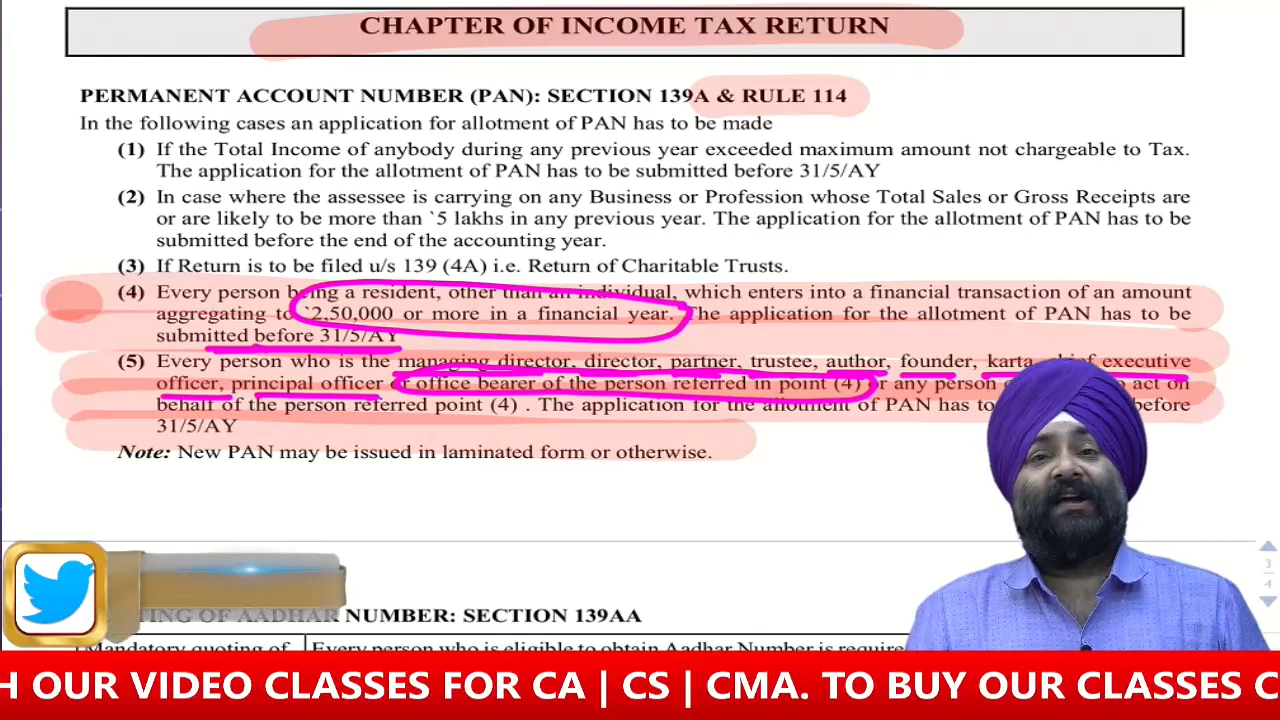 CHAPTER OF INCOME TAX RETURN
PERMANENT ACCOUNT NUMBER (PAN): SECTION 139A & RULE 114
In the following cases an application for allotment of PAN has to be made
(1) If the Total Income of anybody during any previous year exceeded maximum amount not chargeable to Tax.
The application for the allotment of PAN has to be submitted before 31/5/AY
(2) In case where the assessee is carrying on any Business or Profession whose Total Sales or Gross Receipts are
or are likely to be more than `5 lakhs in any previous year. The application for the allotment of PAN has to be
submitted before the end of the accounting year.
(3) If Return is to be filed u/s 139 (4A) i.e. Return of Charitable Trusts.
(4) Every person being a resident, other than an individual, which enters into a financial transaction of an amount
aggregating to `2,50,000 or more in a financial year. The application for the allotment of PAN has to be
submitted before 31/5/AY
(5) Every person who is the managing director, director, partner, trustee, author, founder, karta, chief executive
officer, principal officer or office bearer of the person referred in point (4) or any person act on
behalf of the person referred point (4) . The application for the allotment of PAN has before
31/5/AY
Note: New PAN may be issued in laminated form or otherwise.
3
4
OF AADHAR NUMBER: SECTION 139AA
Mandatory quoting of Every person who is eligible to obtain Aadhar Number is require
H OUR VIDEO CLASSES FOR CA | CS | CMA. TO BUY OUR CLASSES C